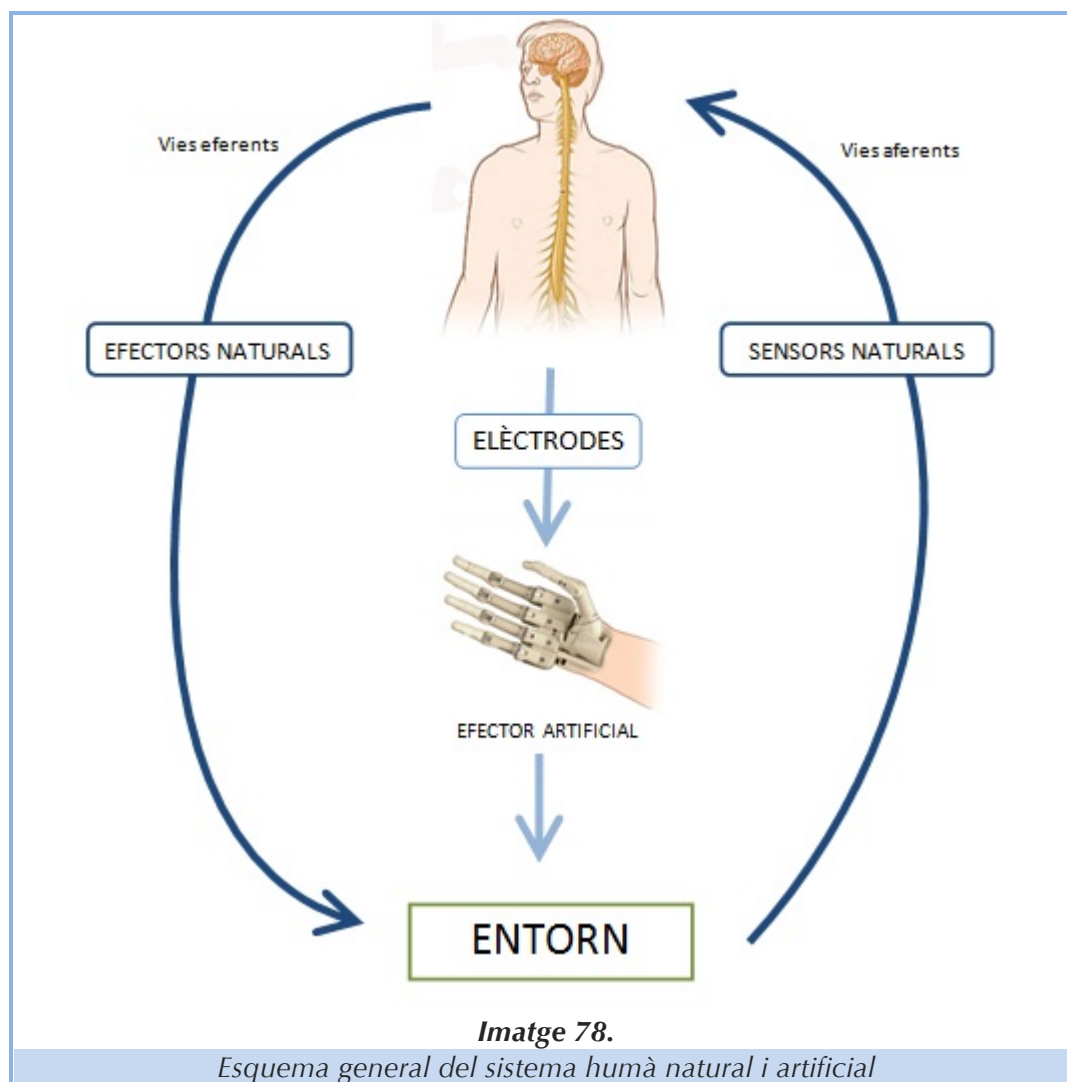 Vies eferents
Vies aferents
EFECTORS NATURALS
SENSORS NATURALS
ELÈCTRODES
EFECTOR ARTIFICIAL
ENTORN
Imatge 78.
Esquema general del sistema humà natural i artificial